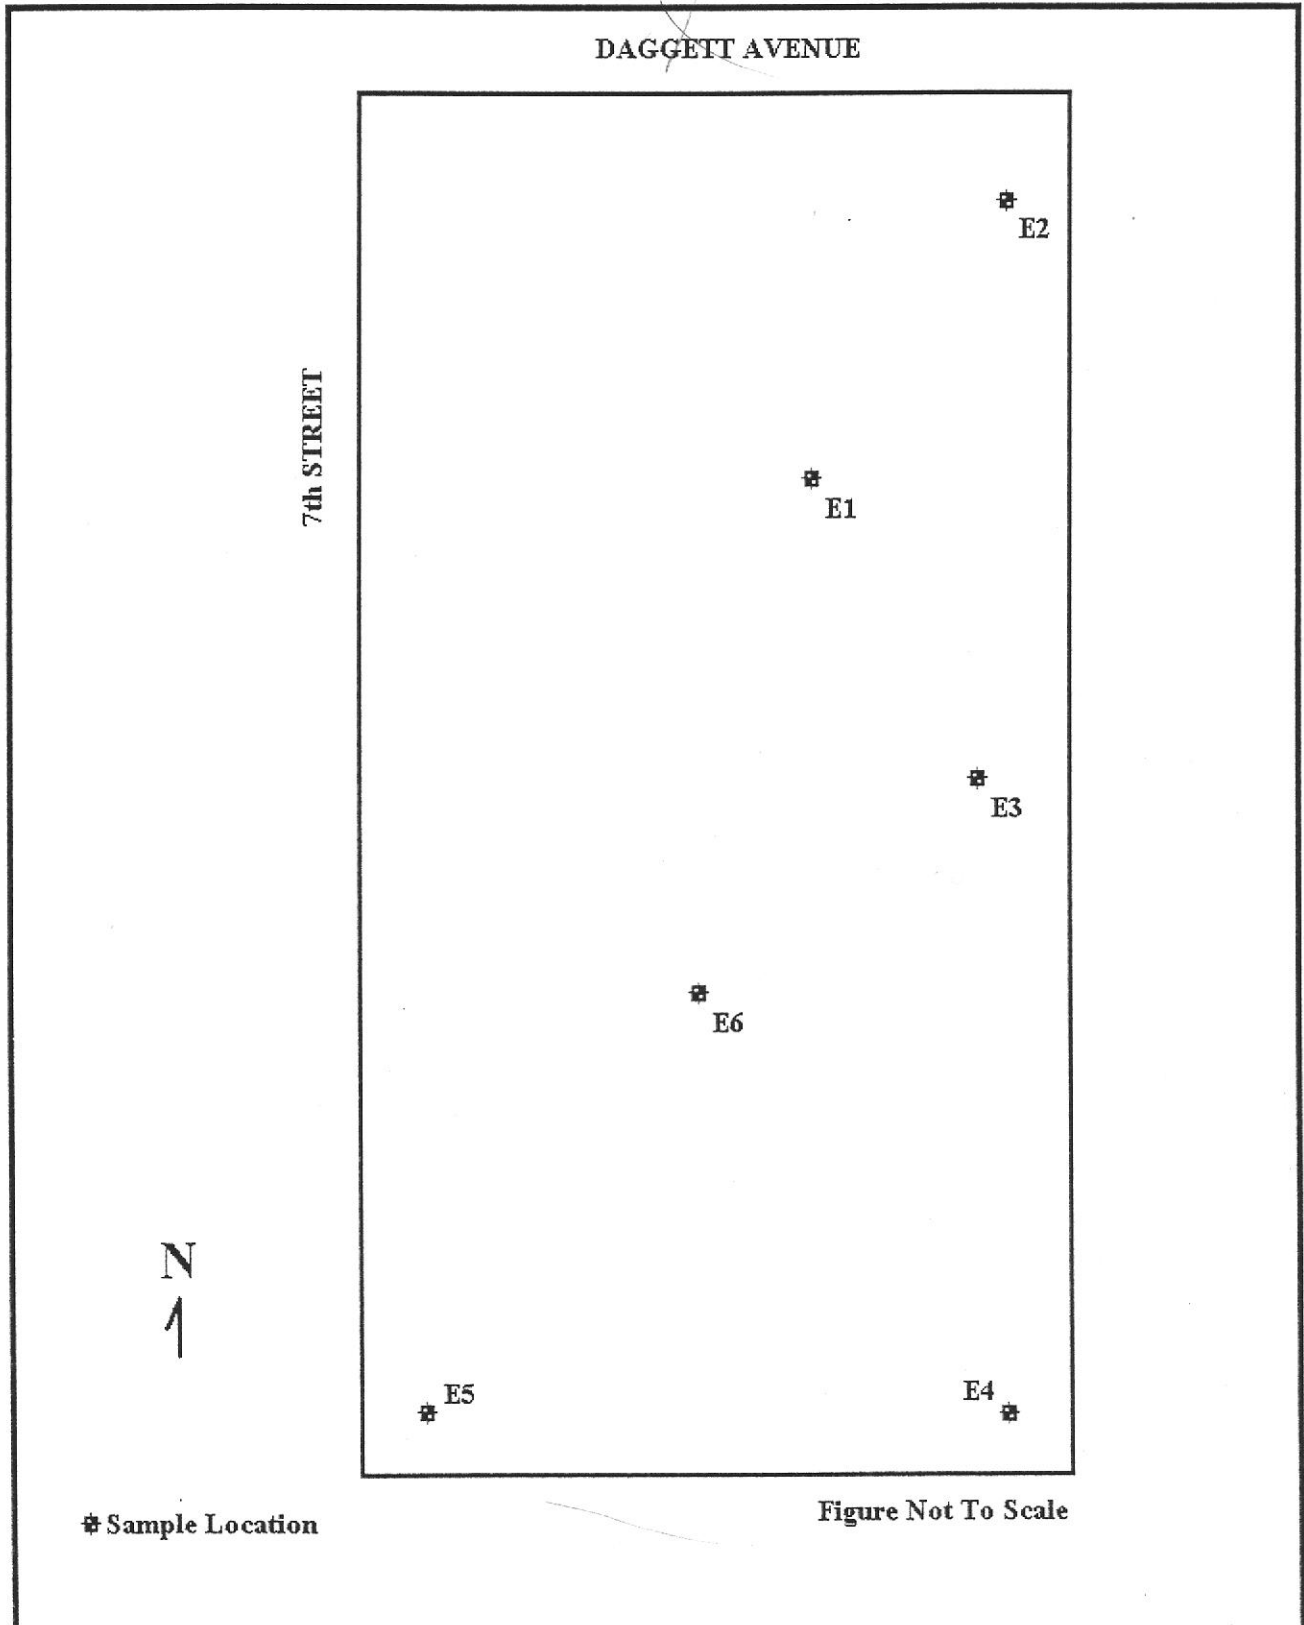 DAGGETT AVENUE
E2
7th STREET
E1
E3
E6
N
E5
E4
Figure Not To Scale
Sample Location